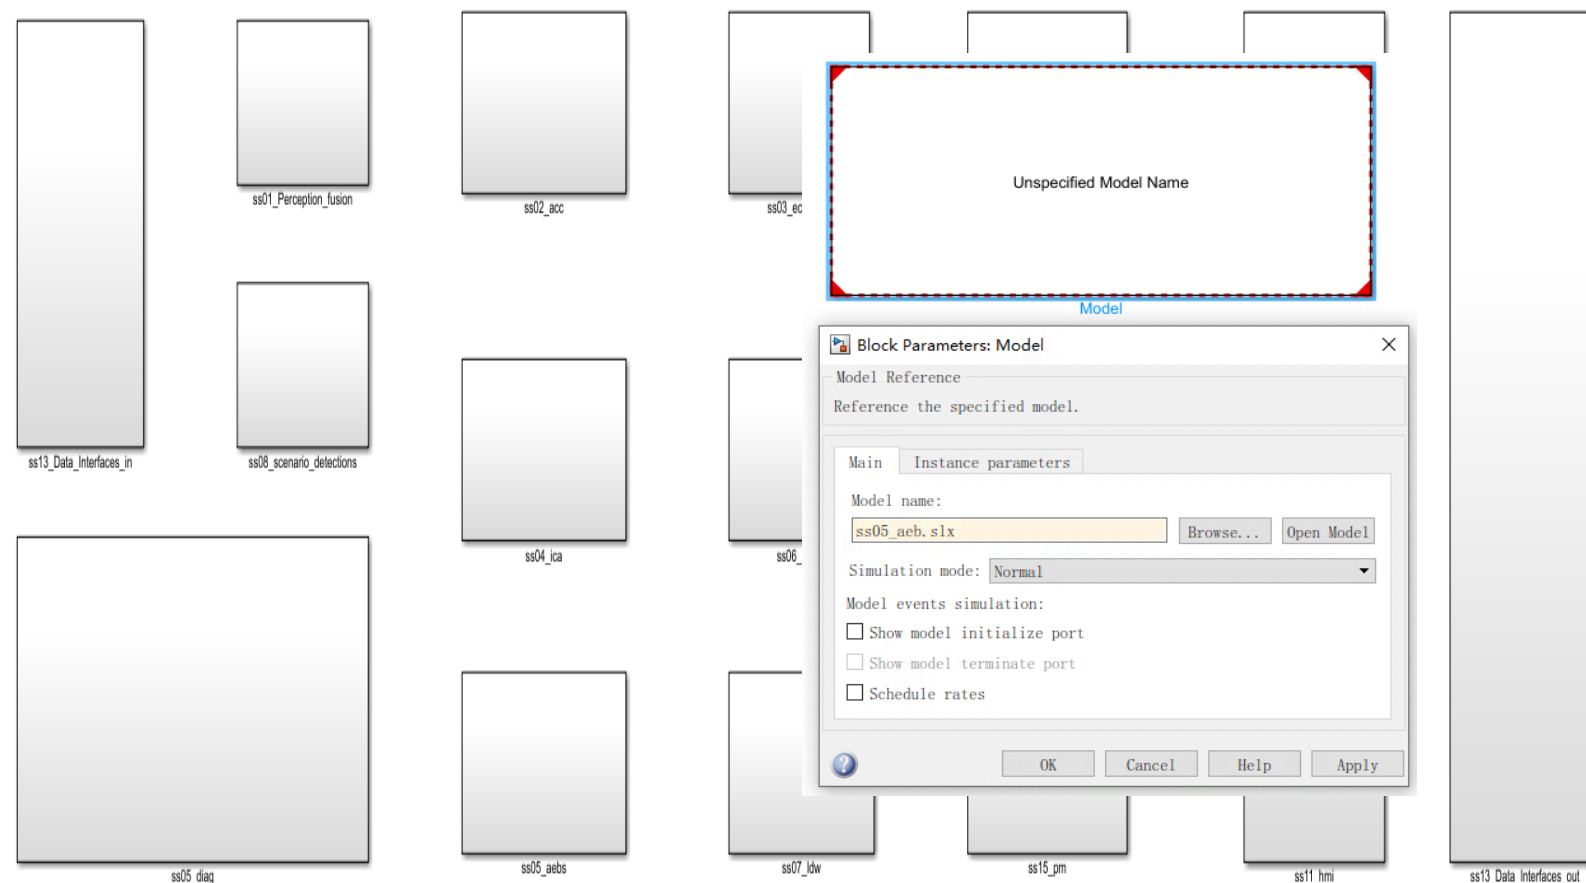 ss01_Perception_fusion
ss02_acc
Unspecified Model Name
Model
Block Parameters: Model
Model Reference
Reference the specified model.
Main
Instance parameters
Model name:
ss05_aeb.slx
Browse...
Open Model
Simulation mode:
Normal
Model events simulation:
Show model initialize port
Show model terminate port
Schedule rates
OK
Cancel
Help
Apply
ss13_Data_Interfaces_in
ss08_scenario_detections
ss04_ica
ss06_
ss05_diag
ss05_aebs
ss07_ldw
ss15_pm
ss11_hmi
ss13_Data_Interfaces_out